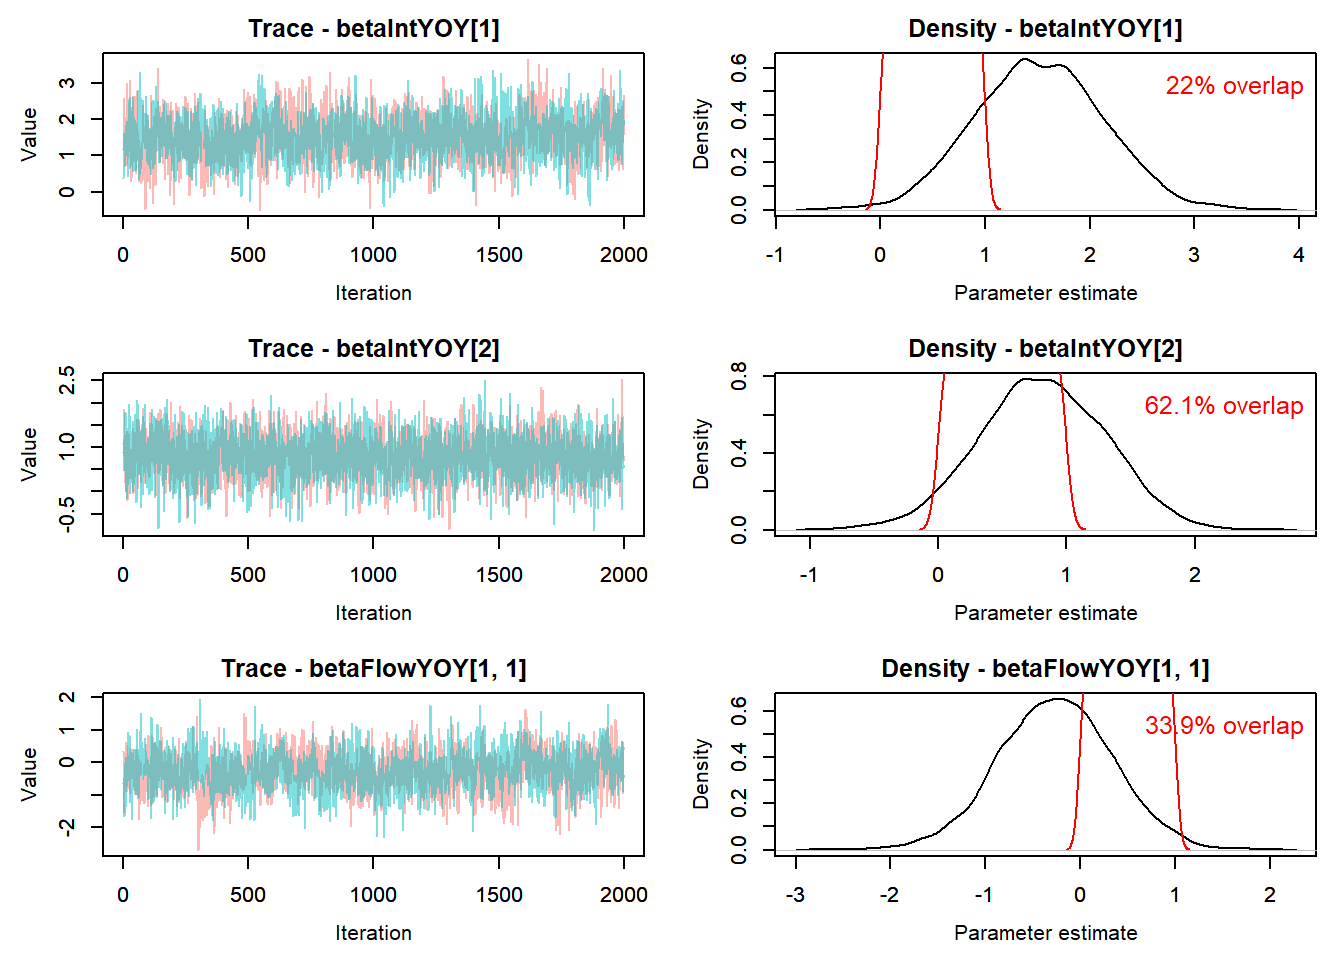 Trace - betaIntYOY[1]
Value
0 1 2 3
0 500 1000 1500 2000
Iteration
Density - betaIntYOY[1]
Density
0.0 0.2 0.4 0.6
22% overlap
-1 0 1 2 3 4
Parameter estimate
Trace - betaIntYOY[2]
Value
-0.5 1.0 2.5
0 500 1000 1500 2000
Iteration
Density - betaIntYOY[2]
Density
0.0 0.4 0.8
62.1% overlap
-1 0 1 2
Parameter estimate
Trace - betaFlowYOY[1, 1]
Value
-2 0 1 2
0 500 1000 1500 2000
Iteration
Density - betaFlowYOY[1, 1]
Density
0.0 0.2 0.4 0.6
33.9% overlap
-3 -2 -1 0 1 2
Parameter estimate